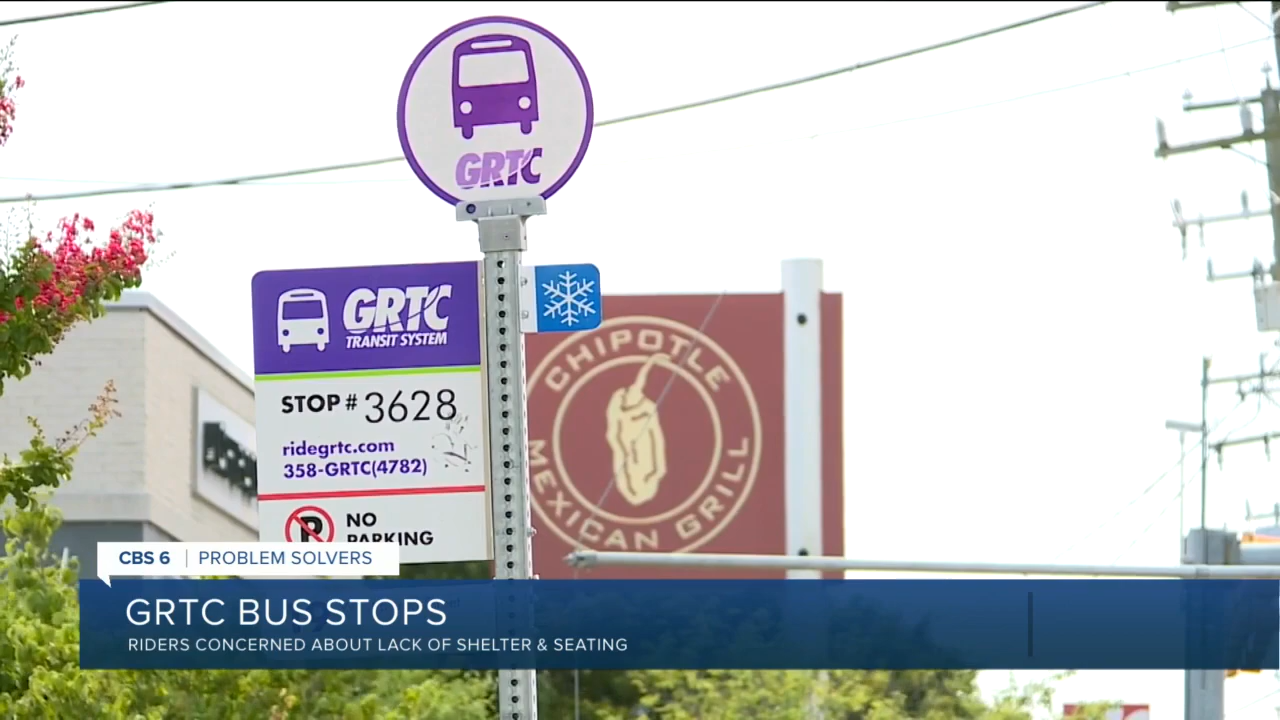 GRTC
GRTC
TRANSIT SYSTEM
STOP # 3628
ridegrtc.com
358-GRTC(4782)
P
NO
PARKING
CHIPOTLE
MEXICAN GRILL
CBS 6 | PROBLEM SOLVERS
GRTC BUS STOPS
RIDERS CONCERNED ABOUT LACK OF SHELTER & SEATING